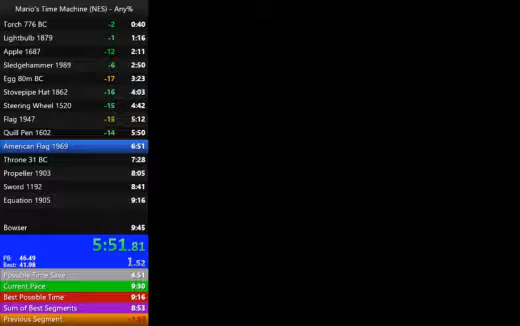 Mario's Time Machine (NES) - Any%
Torch 776 BC -2 0:40
Lightbulb 1879 -1 1:16
Apple 1687 -12 2:11
Sledgehammer 1989 -6 2:50
Egg 80m BC -17 3:23
Stovepipe Hat 1862 -16 4:03
Steering Wheel 1520 -15 4:42
Flag 1947 -15 5:12
Quill Pen 1602 -14 5:50
American Flag 1969 6:51
Throne 31 BC 7:28
Propeller 1903 8:05
Sword 1192 8:41
Equation 1905 9:16
Bowser 9:45
5:51.81
PB: 46.49
Best: 41.98 1.52
Possible Time Save 4.51
Current Pace 9:30
Best Possible Time 9:16
Sum of Best Segments 8:53
Previous Segment